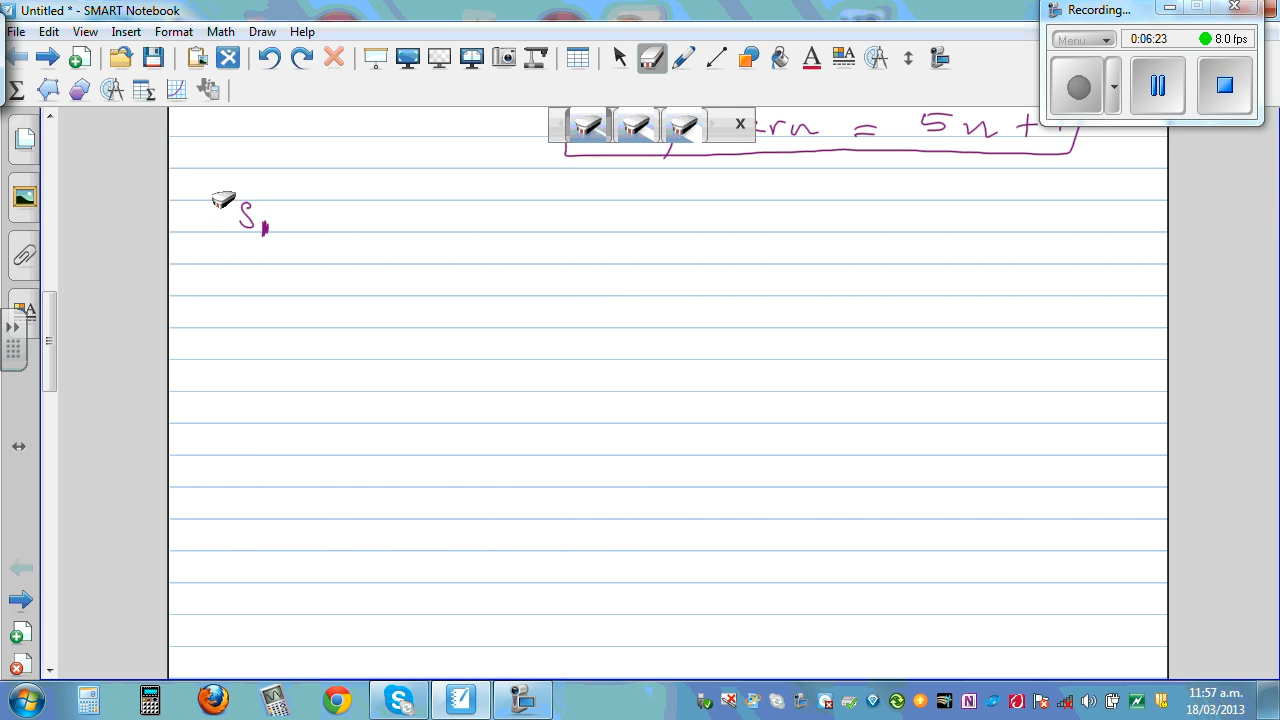 Untitled * - SMART Notebook
Recording...
File Edit View Insert Format Math Draw Help
Menu 0:06:23 8.0 fps
x
= 5n +
S,
11:57 a.m.
18/03/2013